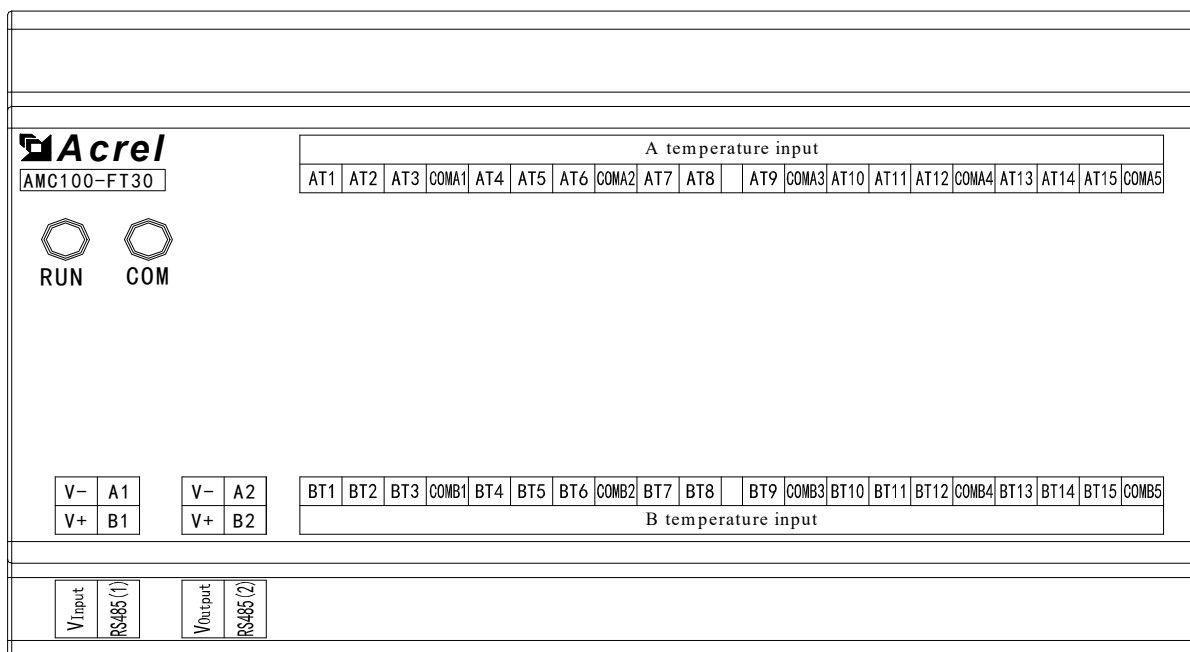 Acrel
AMC100-FT30
RUN COM
A temperature input
AT1 AT2 AT3 COMA1 AT4 AT5 AT6 COMA2 AT7 AT8 AT9 COMA3 AT10 AT11 AT12 COMA4 AT13 AT14 AT15 COMA5
V- A1 V- A2
V+ B1 V+ B2
BT1 BT2 BT3 COMB1 BT4 BT5 BT6 COMB2 BT7 BT8 BT9 COMB3 BT10 BT11 BT12 COMB4 BT13 BT14 BT15 COMB5
B temperature input
VInput RS485(1) VOutput RS485(2)